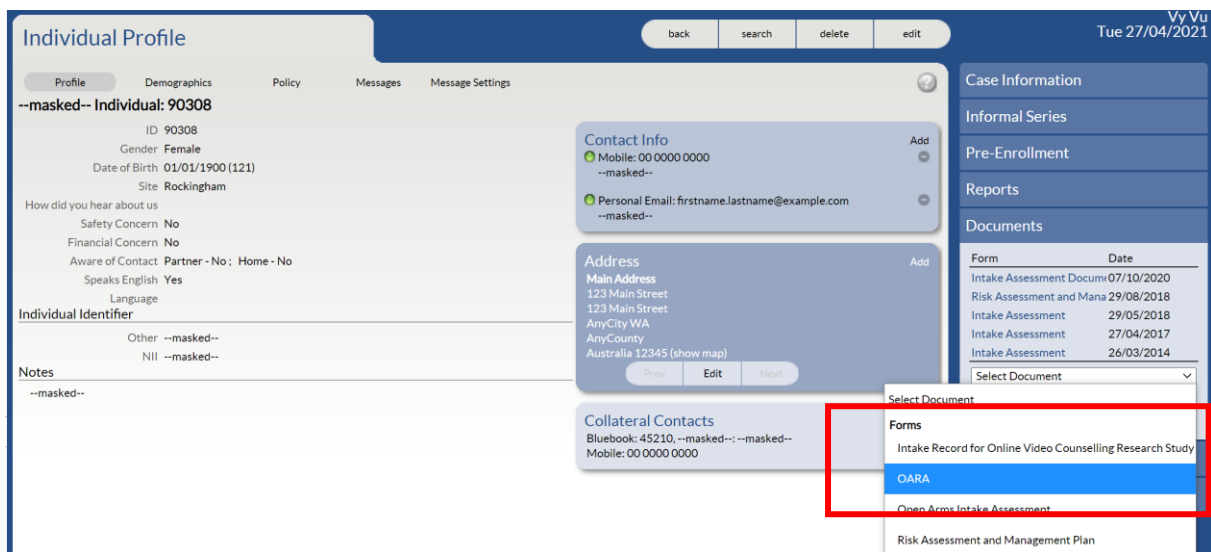 Vy Vu
Individual Profile
back search delete edit
Tue 27/04/2021
Profile Demographics Policy Messages Message Settings
?
--masked-- Individual: 90308
ID 90308
Gender Female
Date of Birth 01/01/1900 (121)
Site Rockingham
How did you hear about us
Safety Concern No
Financial Concern No
Aware of Contact Partner - No ; Home - No
Speaks English Yes
Language
Individual Identifier
Other --masked--
NII --masked--
Notes
--masked--
Contact Info Add
Mobile: 00 0000 0000
--masked--
Personal Email: firstname.lastname@example.com
--masked--
Address Add
Main Address
123 Main Street
123 Main Street
AnyCity WA
AnyCounty
Australia 12345 (show map)
Prev Edit Next
Collateral Contacts
Bluebook: 45210, --masked--: --masked--
Mobile: 00 0000 0000
Case Information
Informal Series
Pre-Enrollment
Reports
Documents
Form Date
Intake Assessment Docum 07/10/2020
Risk Assessment and Mana 29/08/2018
Intake Assessment 29/05/2018
Intake Assessment 27/04/2017
Intake Assessment 26/03/2014
Select Document
Select Document
Forms
Intake Record for Online Video Counselling Research Study
OARA
Open Arms Intake Assessment
Risk Assessment and Management Plan